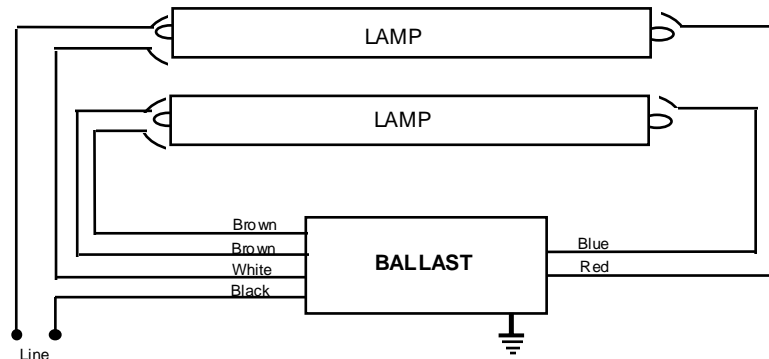 LAMP
LAMP
Brown
Brown
White
Black
BALLAST
Blue
Red
Line